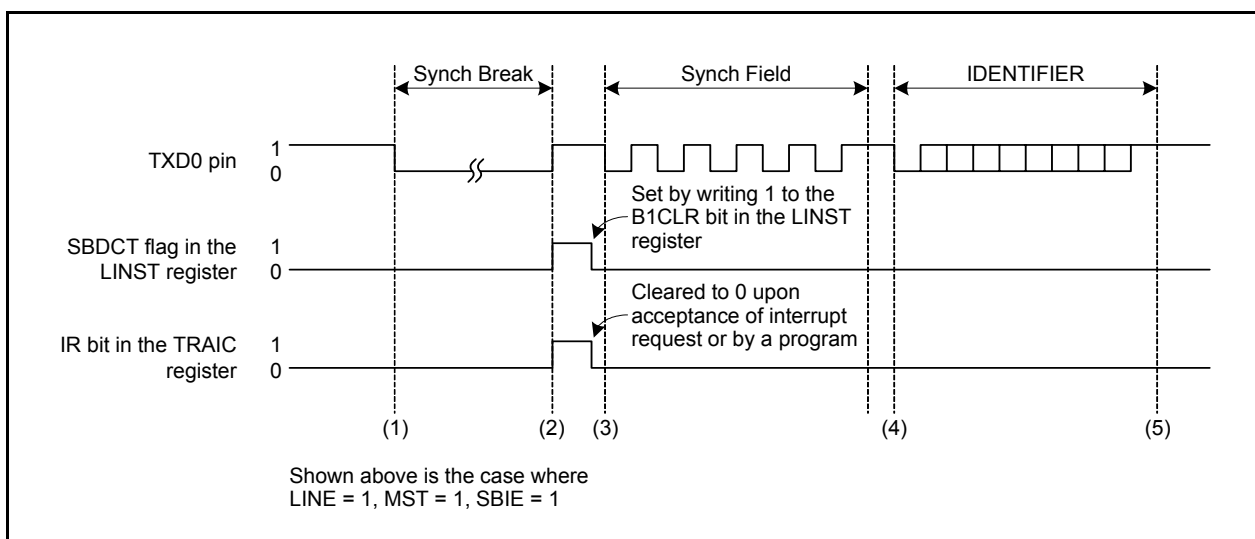 Synch Break
Synch Field
IDENTIFIER
TXD0 pin
1
0
Set by writing 1 to the
B1CLR bit in the LINST
register
SBDCT flag in the
LINST register
1
0
Cleared to 0 upon
acceptance of interrupt
request or by a program
IR bit in the TRAIC
register
1
0
(1)
(2)
(3)
(4)
(5)
Shown above is the case where
LINE = 1, MST = 1, SBIE = 1